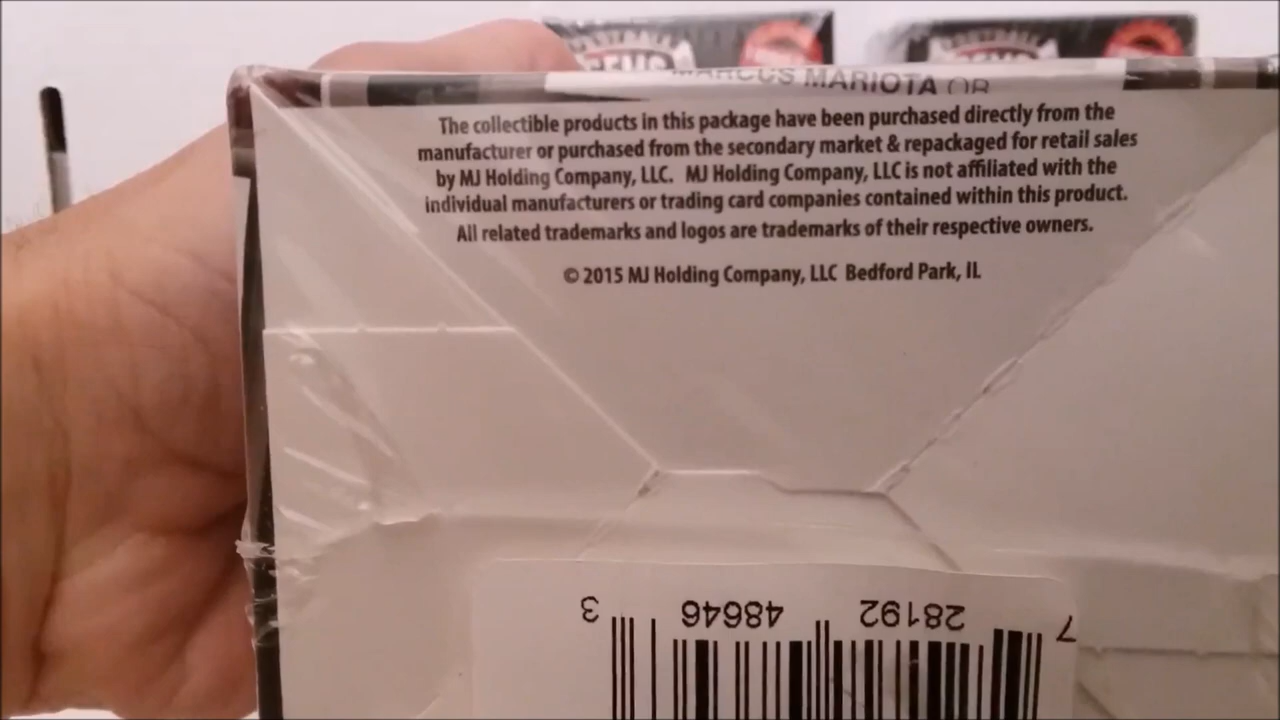 MARCUS MARIOTA OR
The collectible products in this package have been purchased directly from the
manufacturer or purchased from the secondary market & repackaged for retail sales
by MJ Holding Company, LLC. MJ Holding Company, LLC is not affiliated with the
individual manufacturers or trading card companies contained within this product.
All related trademarks and logos are trademarks of their respective owners.
© 2015 MJ Holding Company, LLC Bedford Park, IL
7 28192 48646 3